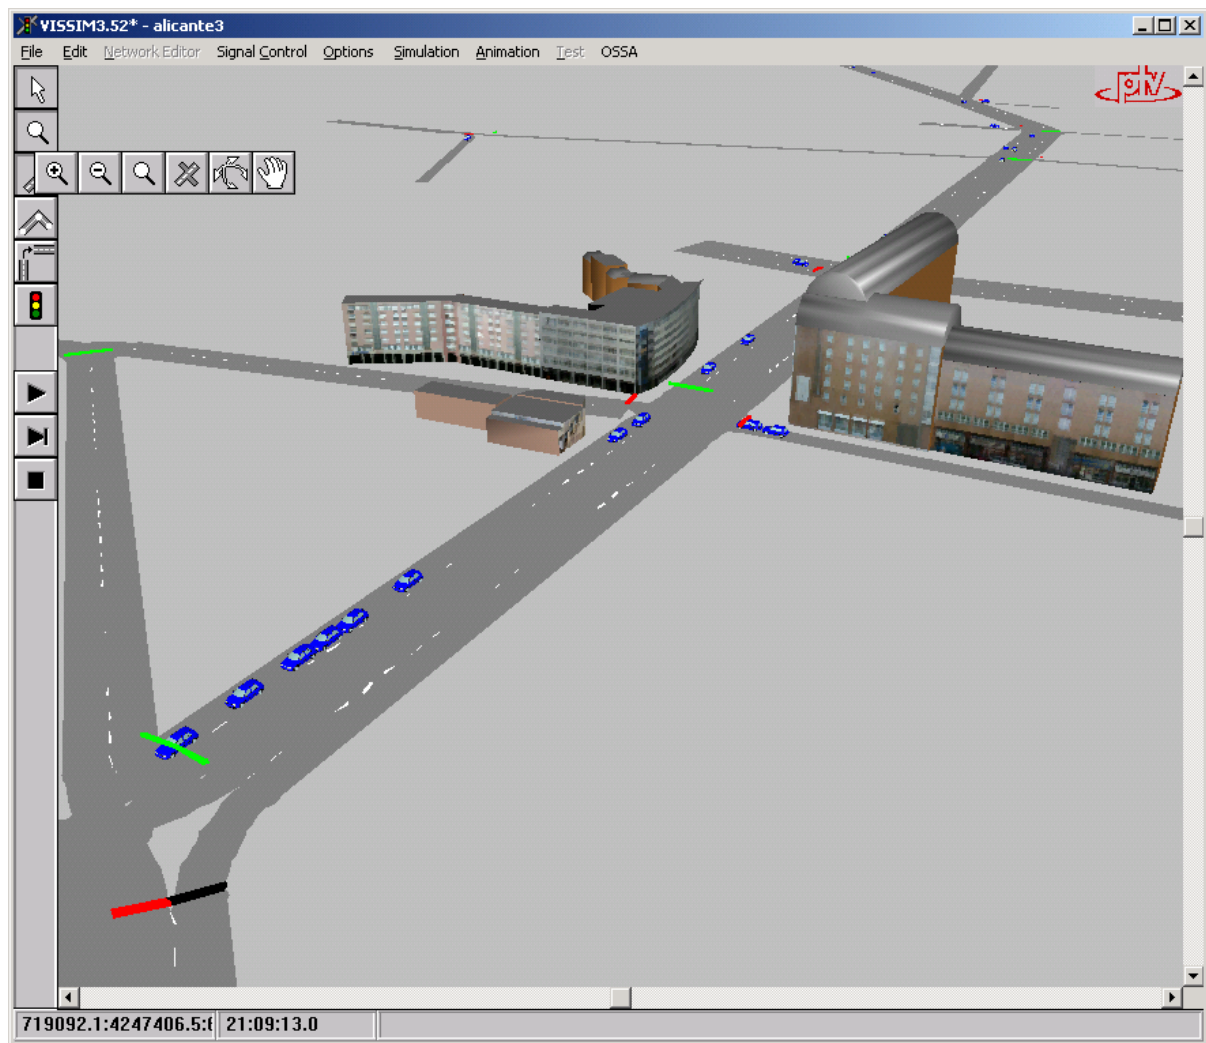 VISSIM3.52* - alicante3
File Edit Network Editor Signal Control Options Simulation Animation Test OSSA
ptv
719092.1:4247406.5: 21:09:13.0